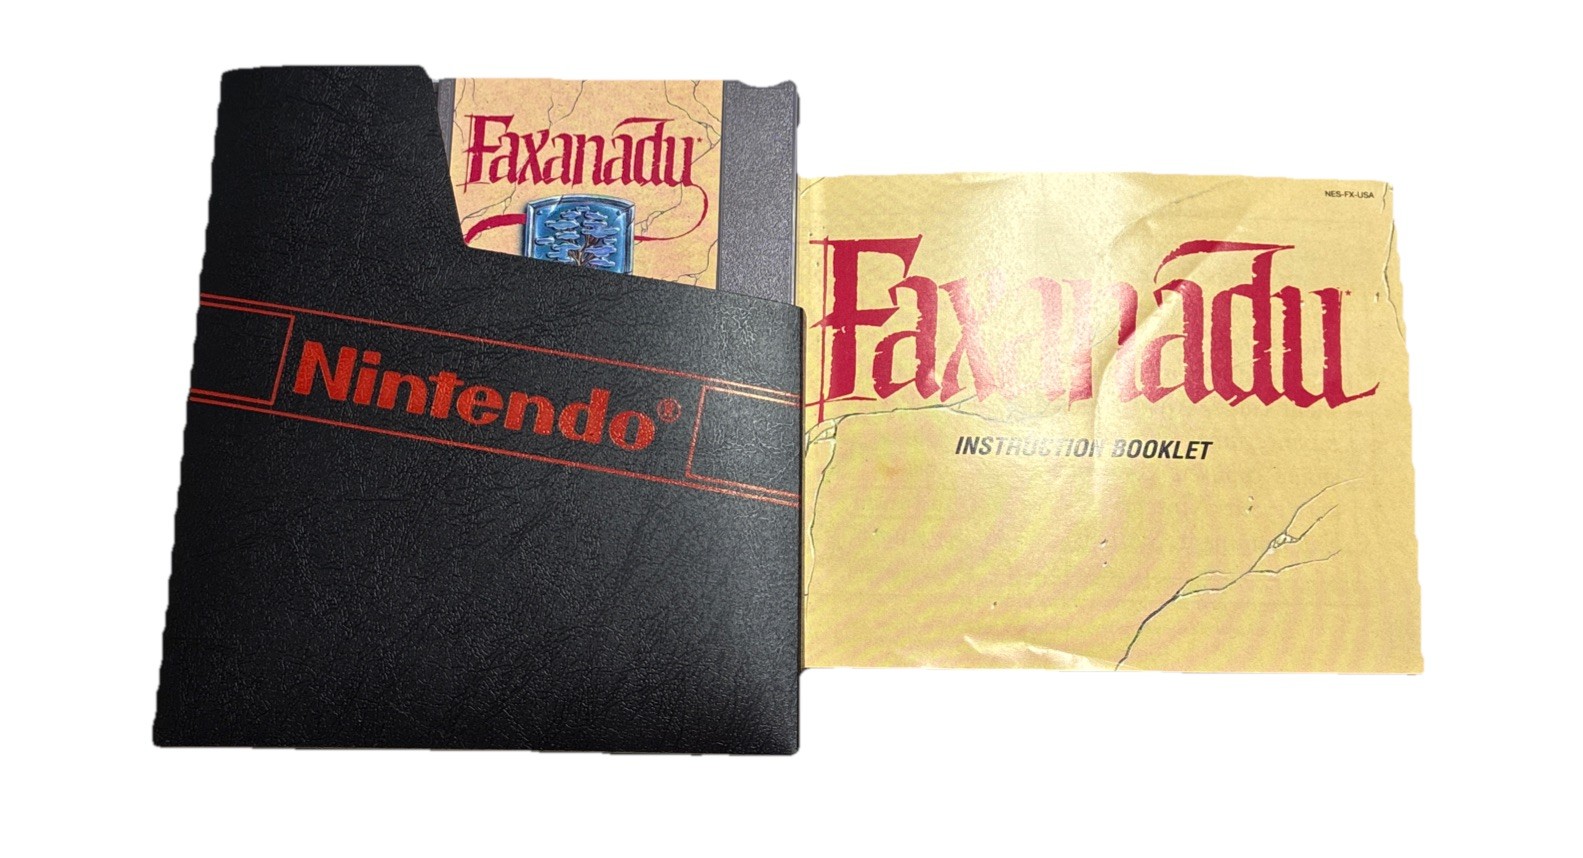 Faxanadu
Nintendo®
NES-FX-USA
Faxanadu
INSTRUCTION BOOKLET